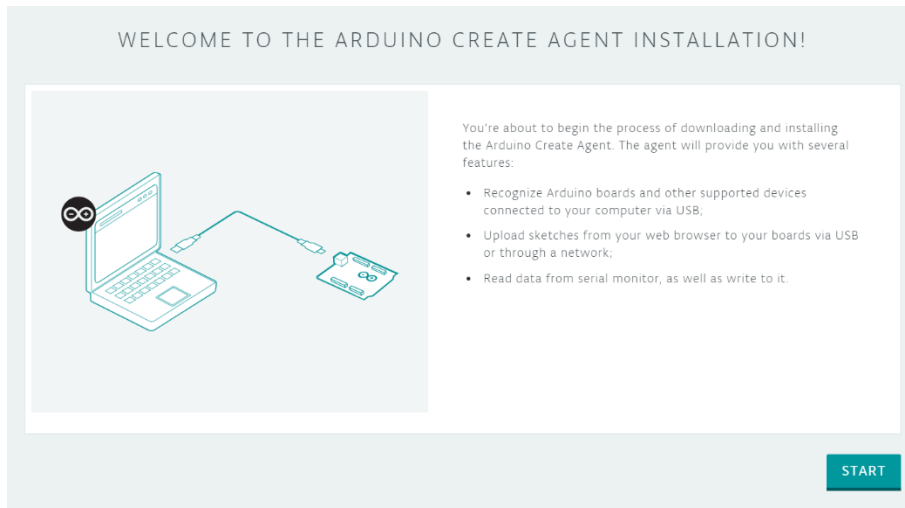 WELCOME TO THE ARDUINO CREATE AGENT INSTALLATION!
You're about to begin the process of downloading and installing
the Arduino Create Agent. The agent will provide you with several
features:
• Recognize Arduino boards and other supported devices
connected to your computer via USB;
• Upload sketches from your web browser to your boards via USB
or through a network;
• Read data from serial monitor, as well as write to it.
START